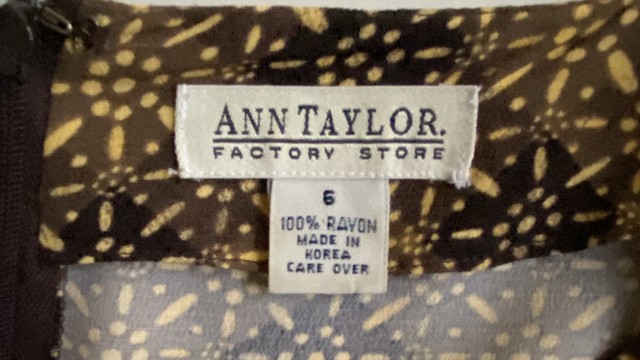 ANN TAYLOR.
FACTORY STORE
6
100% RAYON
MADE IN
KOREA
CARE OVER